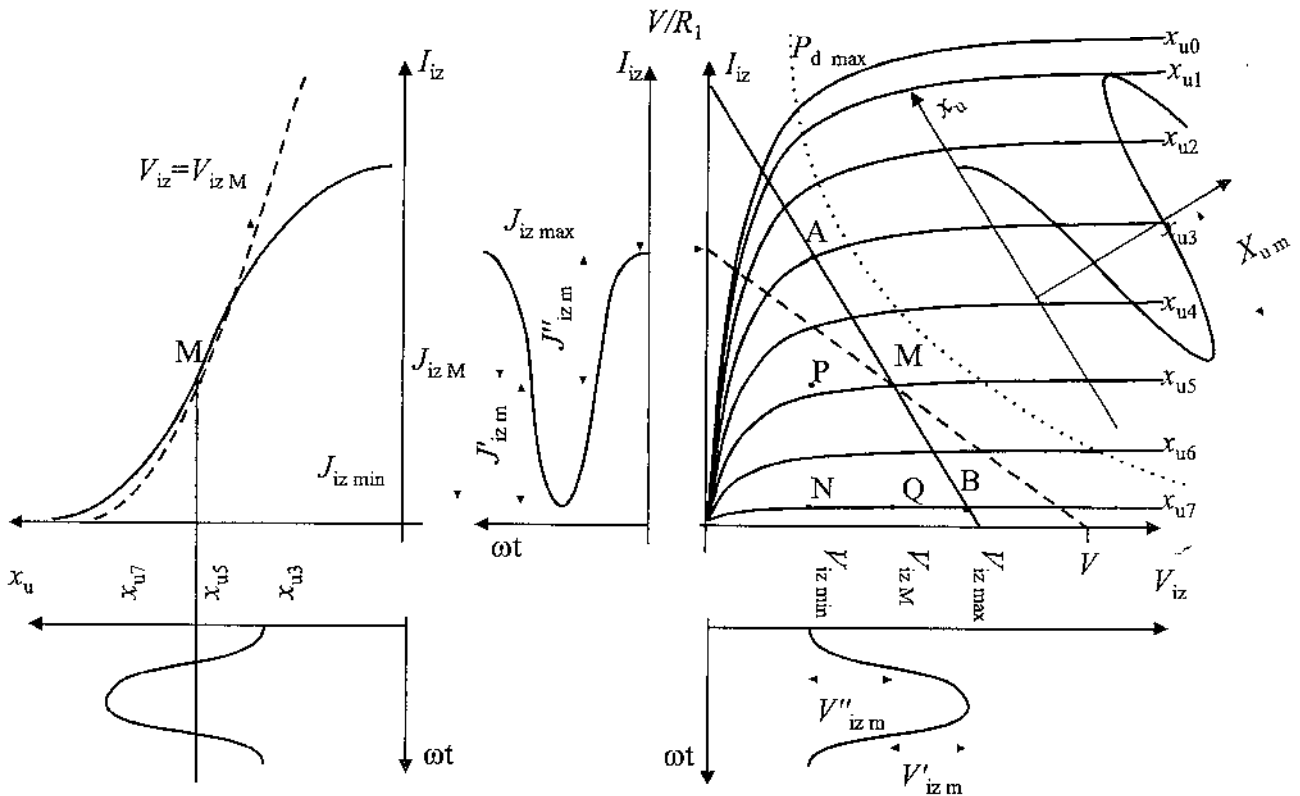 V/R₁
I_iz
I_iz
I_iz
P_d max
x_u0
x_u1
x_u2
x_u3
x_u4
x_u5
x_u6
x_u7
x_u
X_u m
V_iz=V_iz M
M
J_iz max
J"_iz m
J_iz M
J'_iz m
J_iz min
A
M
P
N
Q
B
x_u
x_u7
x_u5
x_u3
ωt
V_iz min
V_iz M
V_iz max
V
V_iz
V"_iz m
V'_iz m
ωt
ωt